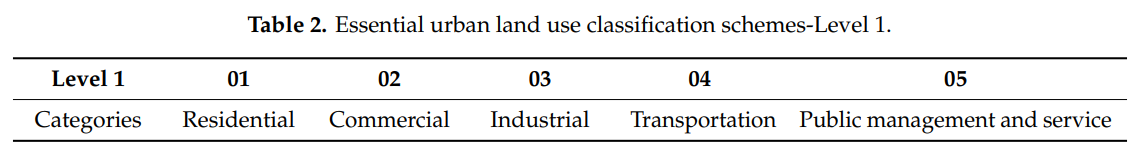 Table 2. Essential urban land use classification schemes-Level 1.
Level 1 01 02 03 04 05
Categories Residential Commercial Industrial Transportation Public management and service